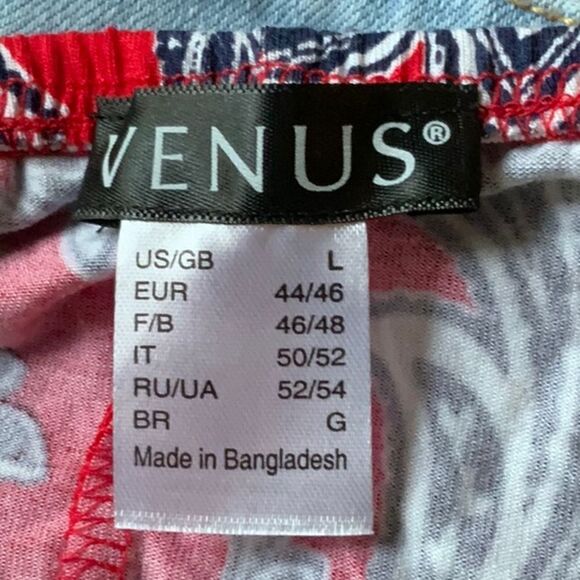 VENUS®
US/GB L
EUR 44/46
F/B 46/48
IT 50/52
RU/UA 52/54
BR G
Made in Bangladesh